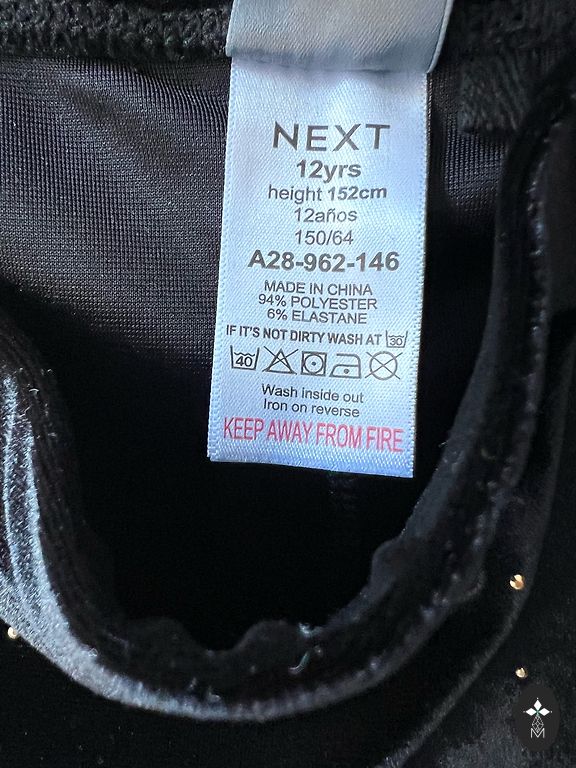 NEXT
12yrs
height 152cm
12años
150/64
A28-962-146
MADE IN CHINA
94% POLYESTER
6% ELASTANE
IF IT'S NOT DIRTY WASH AT 30
40
Wash inside out
Iron on reverse
KEEP AWAY FROM FIRE
M